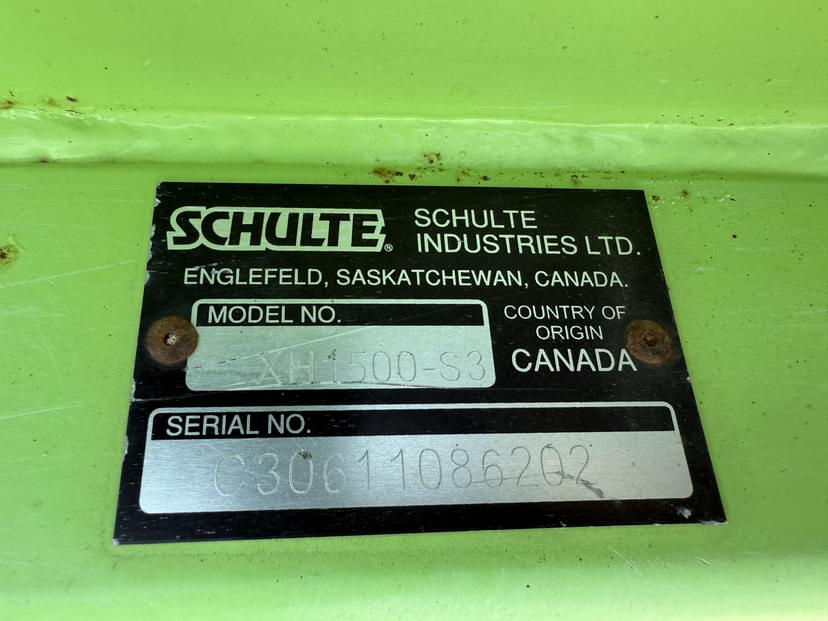 SCHULTE® SCHULTE
INDUSTRIES LTD.
ENGLEFELD, SASKATCHEWAN, CANADA.
MODEL NO.
XH1500-S3
COUNTRY OF
ORIGIN
CANADA
SERIAL NO.
C30611086202